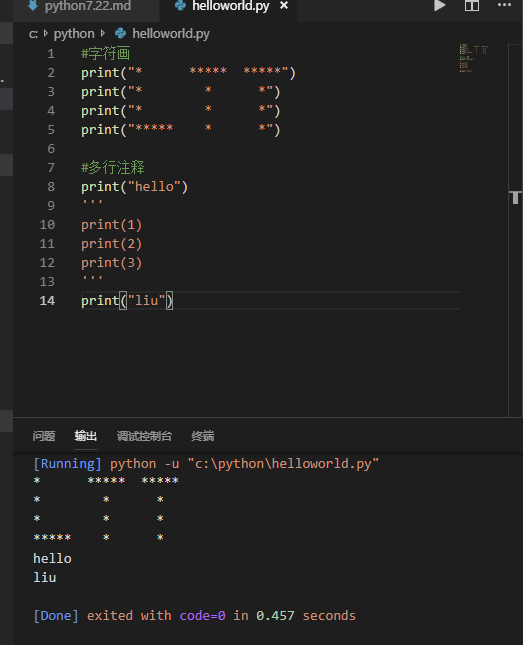 python7.22.md helloworld.py ×
c: > python > helloworld.py
1 #字符画
2 print("*      *****  *****")
3 print("*        *      *")
4 print("*        *      *")
5 print("*****    *      *")
6
7 #多行注释
8 print("hello")
9 '''
10 print(1)
11 print(2)
12 print(3)
13 '''
14 print("liu")
问题 输出 调试控制台 终端
[Running] python -u "c:\python\helloworld.py"
*      *****  *****
*        *      *
*        *      *
*****    *      *
hello
liu
[Done] exited with code=0 in 0.457 seconds